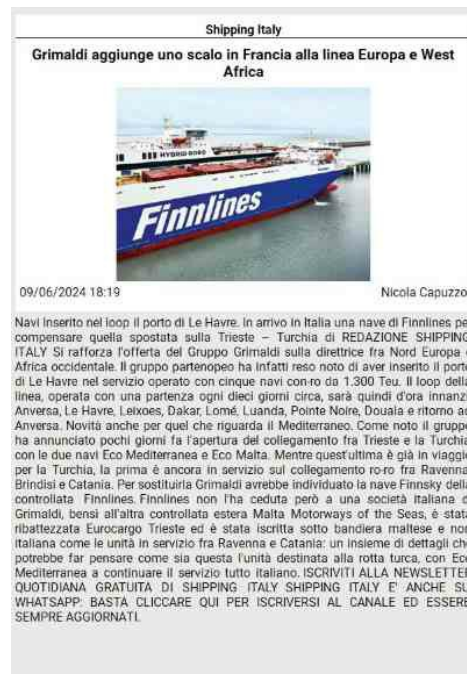 Shipping Italy
Grimaldi aggiunge uno scalo in Francia alla linea Europa e West
Africa
HYBRID RORO
Finnlines
09/06/2024 18:19
Nicola Capuzzo
Navi Inserito nel loop il porto di Le Havre. In arrivo in Italia una nave di Finnlines per
compensare quella spostata sulla Trieste – Turchia di REDAZIONE SHIPPING
ITALY Si rafforza l'offerta del Gruppo Grimaldi sulla direttrice fra Nord Europa
Africa occidentale. Il gruppo partenopeo ha infatti reso noto di aver inserito il porto
di Le Havre nel servizio operato con cinque navi con-ro da 1.300 Teu. Il loop della
linea, operata con una partenza ogni dieci giorni circa, sarà quindi d'ora innanzi
Anversa, Le Havre, Leixoes, Dakar, Lomé, Luanda, Pointe Noire, Douala e ritorno ad
Anversa. Novità anche per quel che riguarda il Mediterraneo. Come noto il gruppo
ha annunciato pochi giorni fa l'apertura del collegamento fra Trieste e la Turchia
con le due navi Eco Mediterranea e Eco Malta. Mentre quest'ultima è già in viaggio
per la Turchia, la prima è ancora in servizio sul collegamento ro-ro fra Ravenna,
Brindisi e Catania. Per sostituirla Grimaldi avrebbe individuato la nave Finnsky della
controllata Finnlines. Finnlines non l'ha ceduta però a una società italiana di
Grimaldi, bensì all'altra controllata estera Malta Motorways of the Seas, è stata
ribattezzata Eurocargo Trieste ed è stata iscritta sotto bandiera maltese e non
italiana come le unità in servizio fra Ravenna e Catania: un insieme di dettagli che
potrebbe far pensare come sia questa l'unità destinata alla rotta turca, con Eco
Mediterranea a continuare il servizio tutto italiano. ISCRIVITI ALLA NEWSLETTER
QUOTIDIANA GRATUITA DI SHIPPING ITALY SHIPPING ITALY E' ANCHE SU
WHATSAPP: BASTA CLICCARE QUI PER ISCRIVERSI AL CANALE ED ESSERE
SEMPRE AGGIORNATI.